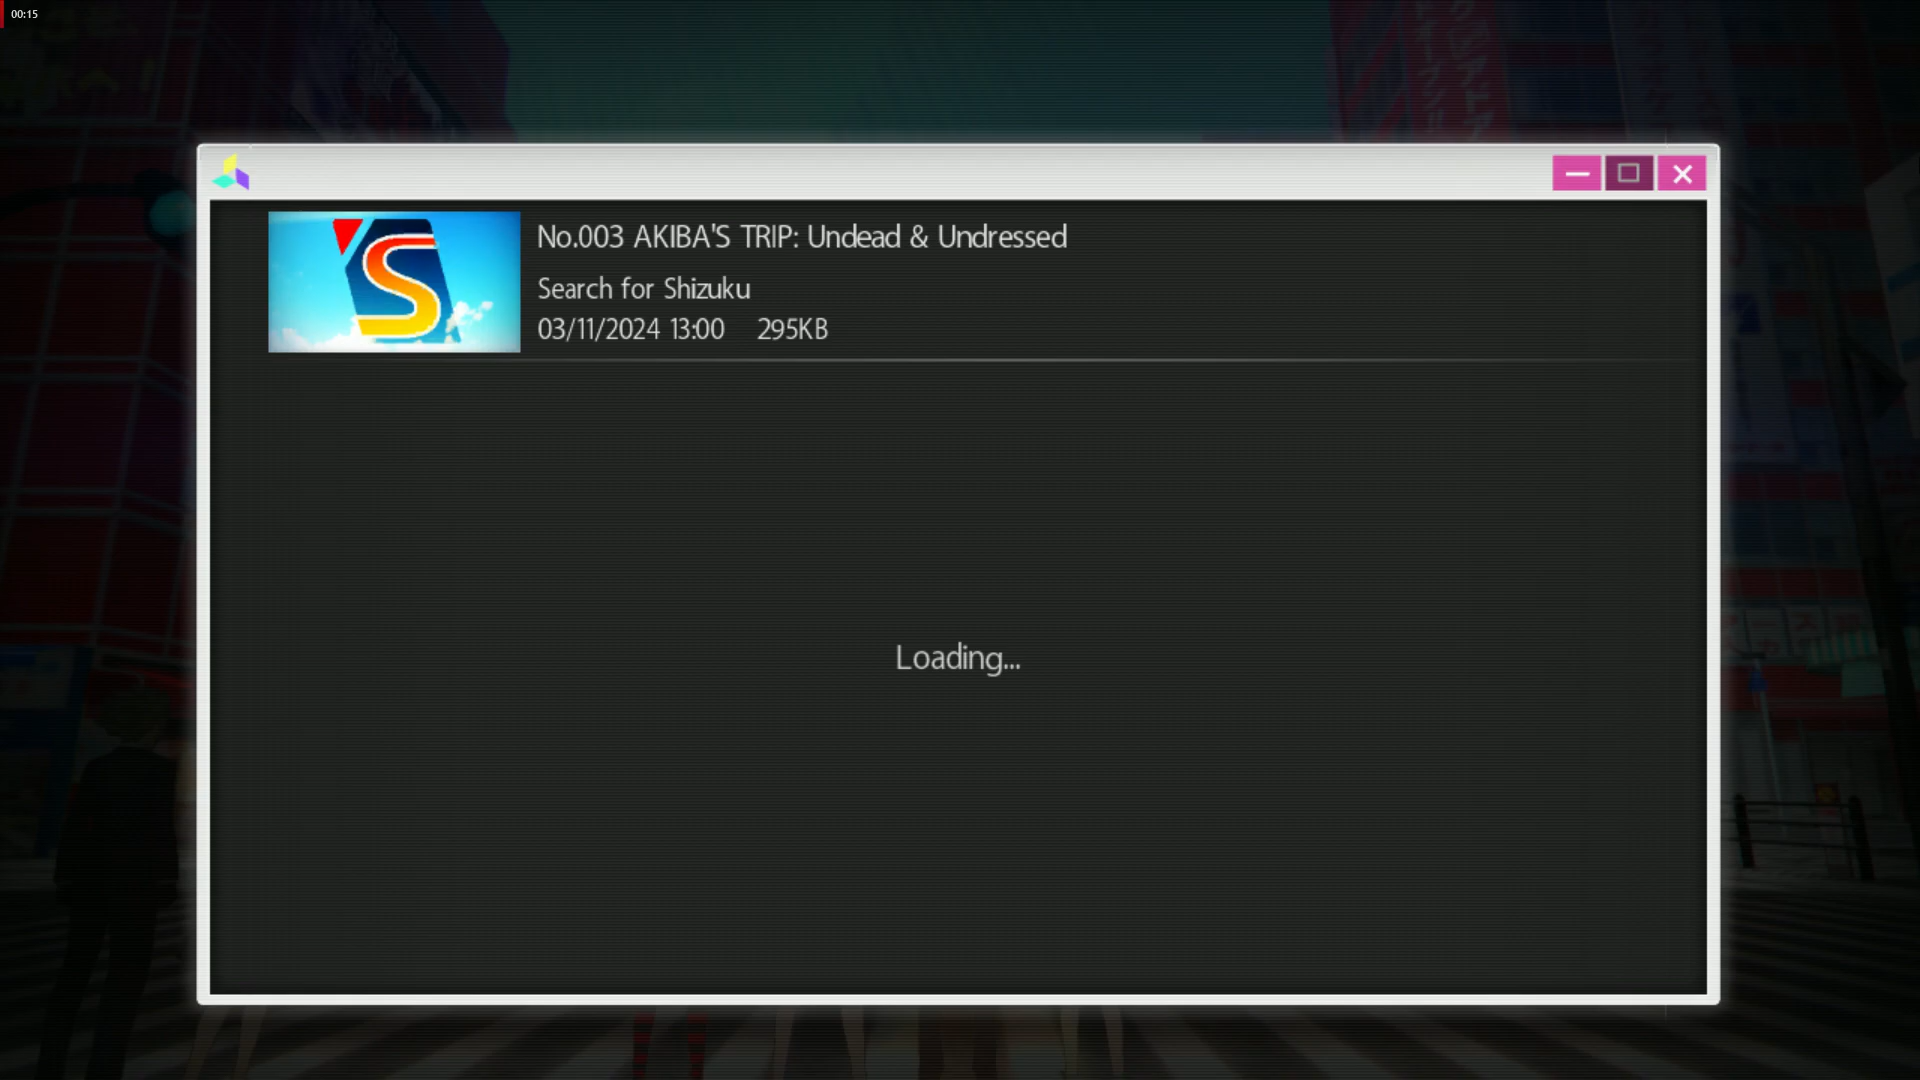 00:15
No.003 AKIBA'S TRIP: Undead & Undressed
Search for Shizuku
03/11/2024 13:00 295KB
Loading...